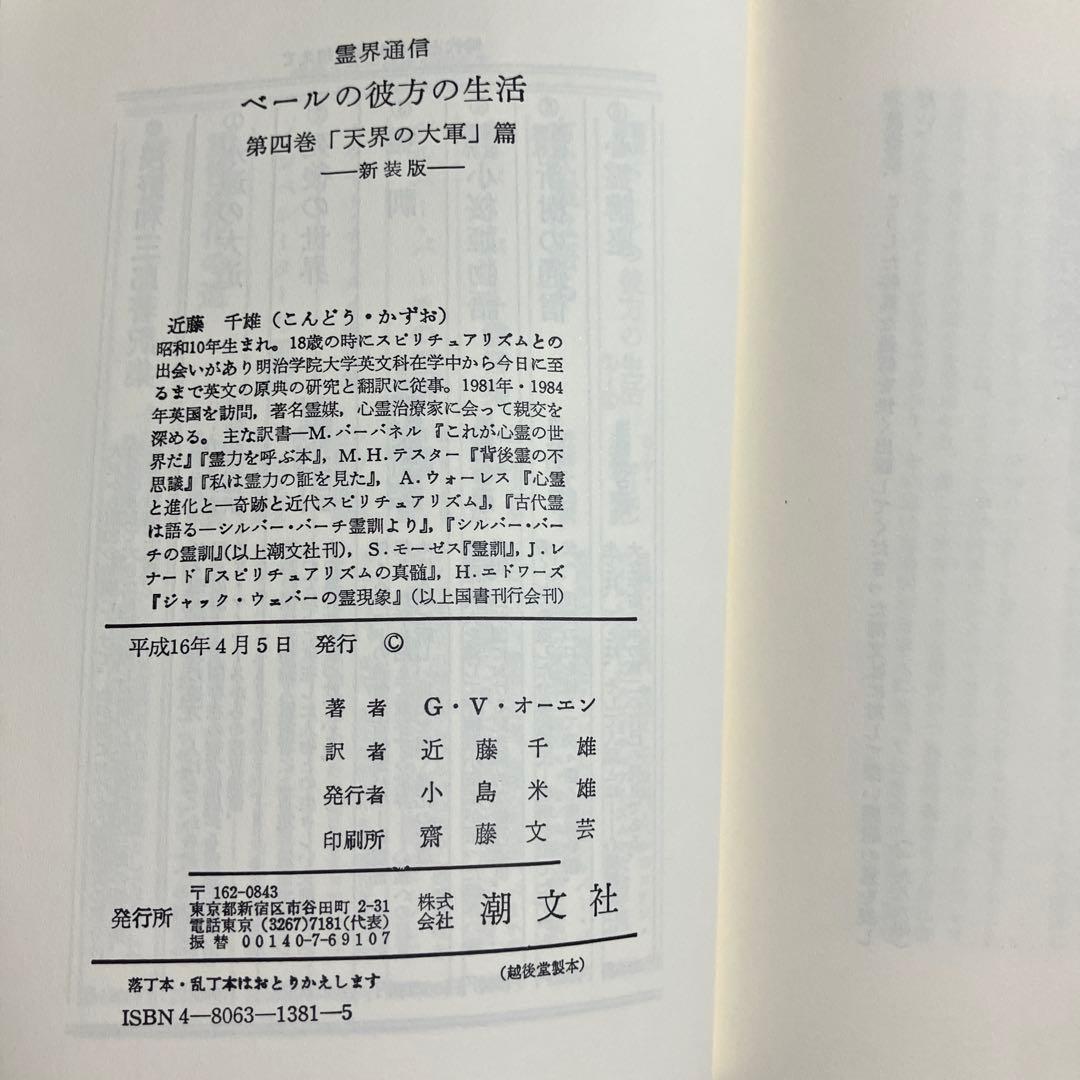 霊界通信
ベールの彼方の生活
第四巻「天界の大軍」篇
――新装版――
近藤 千雄(こんどう・かずお)
昭和10年生まれ。18歳の時にスピリチュアリズムとの
出会いがあり明治学院大学英文科在学中から今日に至
るまで英文の原典の研究と翻訳に従事。1981年・1984
年英国を訪問，著名霊媒，心霊治療家に会って親交を
深める。主な訳書―M.バーバネル『これが心霊の世
界だ』『霊力を呼ぶ本』，M.H.テスター『背後霊の不
思議』『私は霊力の証を見た』， A.ウォーレス『心霊
と進化と―奇跡と近代スピリチュアリズム』，『古代霊
は語る―シルバー・バーチ霊訓より』，『シルバー・バー
チの霊訓』(以上潮文社刊)， S.モーゼス『霊訓』，J.レ
ナード『スピリチュアリズムの真髄』，H.エドワーズ
『ジャック・ウェバーの霊現象』(以上国書刊行会刊)
平成16年4月5日 発行 ©
著者 G・V・オーエン
訳者 近藤千雄
発行者 小島米雄
印刷所 齋藤文芸
発行所
〒162-0843
東京都新宿区市谷田町 2-31
電話東京 (3267)7181(代表)
振替 00140-7-69107
株式会社 潮文社
落丁本・乱丁本はおとりかえします
(越後堂製本)
ISBN 4―8063―1381―5